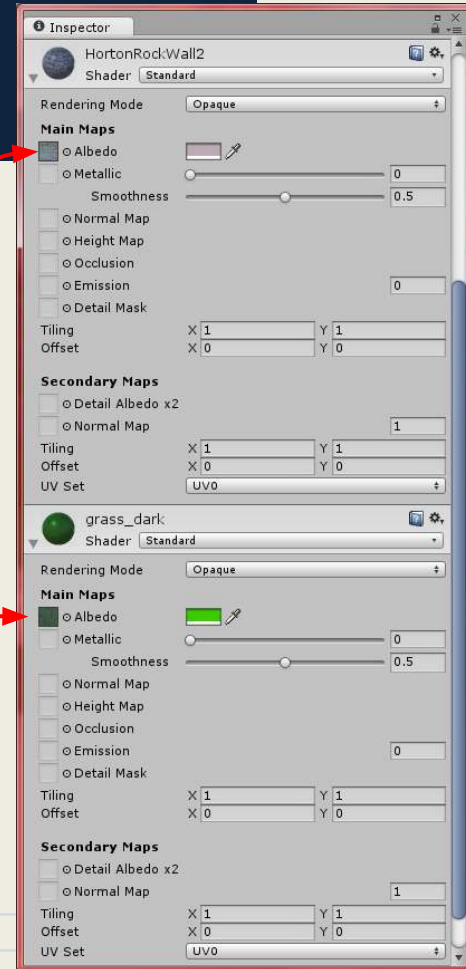 Inspector
HortonRockWall2
Shader Standard
Rendering Mode Opaque
Main Maps
Albedo
Metallic 0
Smoothness 0.5
Normal Map
Height Map
Occlusion
Emission 0
Detail Mask
Tiling X 1 Y 1
Offset X 0 Y 0
Secondary Maps
Detail Albedo x2
Normal Map 1
Tiling X 1 Y 1
Offset X 0 Y 0
UV Set UV0
grass_dark
Shader Standard
Rendering Mode Opaque
Main Maps
Albedo
Metallic 0
Smoothness 0.5
Normal Map
Height Map
Occlusion
Emission 0
Detail Mask
Tiling X 1 Y 1
Offset X 0 Y 0
Secondary Maps
Detail Albedo x2
Normal Map 1
Tiling X 1 Y 1
Offset X 0 Y 0
UV Set UV0